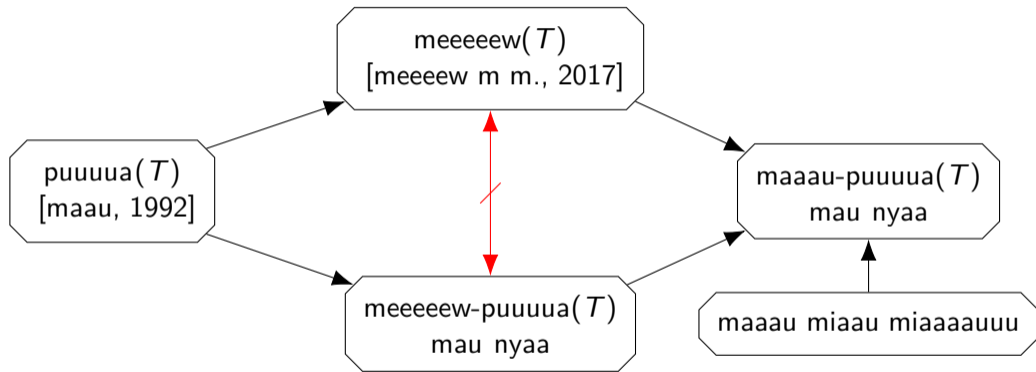 meeeeew(T)
[meeeew m m., 2017]
puuuua(T)
[maau, 1992]
maaau-puuuua(T)
mau nyaa
meeeeew-puuuua(T)
mau nyaa
maaau miaau miaaaauuu